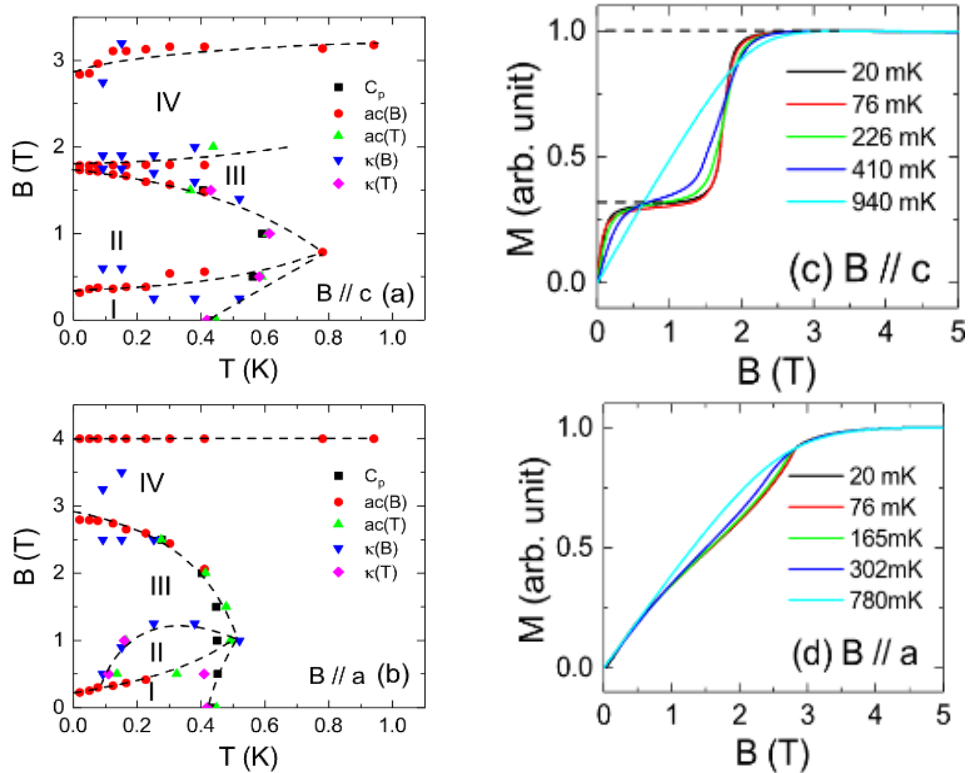 B (T)
3
2
1
0
IV
III
II
I
C_p
ac(B)
ac(T)
κ(B)
κ(T)
B // c (a)
0.0 0.2 0.4 0.6 0.8 1.0
T (K)
M (arb. unit)
1.0
0.5
0.0
20 mK
76 mK
226 mK
410 mK
940 mK
(c) B // c
0 1 2 3 4 5
B (T)
B (T)
4
3
2
1
0
IV
III
II
I
C_p
ac(B)
ac(T)
κ(B)
κ(T)
B // a (b)
0.0 0.2 0.4 0.6 0.8 1.0
T (K)
M (arb. unit)
1.0
0.5
0.0
20 mK
76 mK
165mK
302mK
780mK
(d) B // a
0 1 2 3 4 5
B (T)